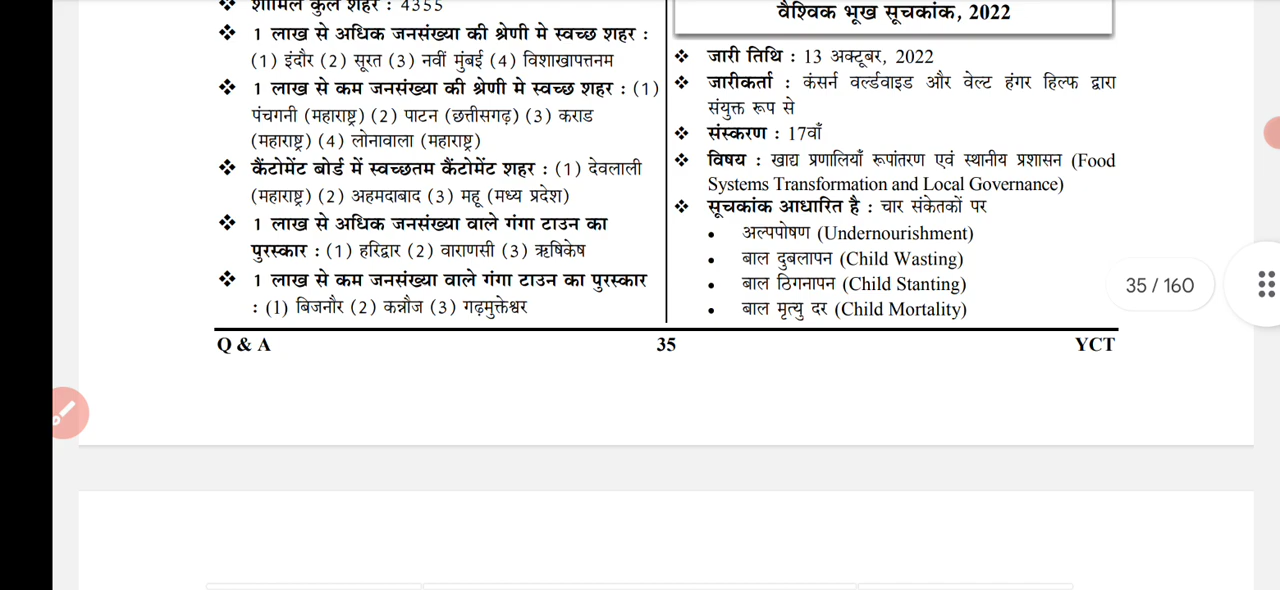 शामिल कुल शहर : 4355
❖ 1 लाख से अधिक जनसंख्या की श्रेणी मे स्वच्छ शहर :
(1) इंदौर (2) सूरत (3) नवीं मुंबई (4) विशाखापत्तनम
❖ 1 लाख से कम जनसंख्या की श्रेणी मे स्वच्छ शहर : (1)
पंचगनी (महाराष्ट्र) (2) पाटन (छत्तीसगढ़) (3) कराड
(महाराष्ट्र) (4) लोनावाला (महाराष्ट्र)
❖ कैंटोमेंट बोर्ड में स्वच्छतम कैंटोमेंट शहर : (1) देवलाली
(महाराष्ट्र) (2) अहमदाबाद (3) महू (मध्य प्रदेश)
❖ 1 लाख से अधिक जनसंख्या वाले गंगा टाउन का
पुरस्कार : (1) हरिद्वार (2) वाराणसी (3) ऋषिकेष
❖ 1 लाख से कम जनसंख्या वाले गंगा टाउन का पुरस्कार
: (1) बिजनौर (2) कन्नौज (3) गढ़मुक्तेश्वर
वैश्विक भूख सूचकांक, 2022
❖ जारी तिथि : 13 अक्टूबर, 2022
❖ जारीकर्ता : कंसर्न वर्ल्डवाइड और वेल्ट हंगर हिल्फ द्वारा
संयुक्त रूप से
❖ संस्करण : 17वाँ
❖ विषय : खाद्य प्रणालियाँ रूपांतरण एवं स्थानीय प्रशासन (Food
Systems Transformation and Local Governance)
❖ सूचकांक आधारित है : चार संकेतकों पर
• अल्पपोषण (Undernourishment)
• बाल दुबलापन (Child Wasting)
• बाल ठिगनापन (Child Stanting)
• बाल मृत्यु दर (Child Mortality)
35 / 160
Q & A 35 YCT